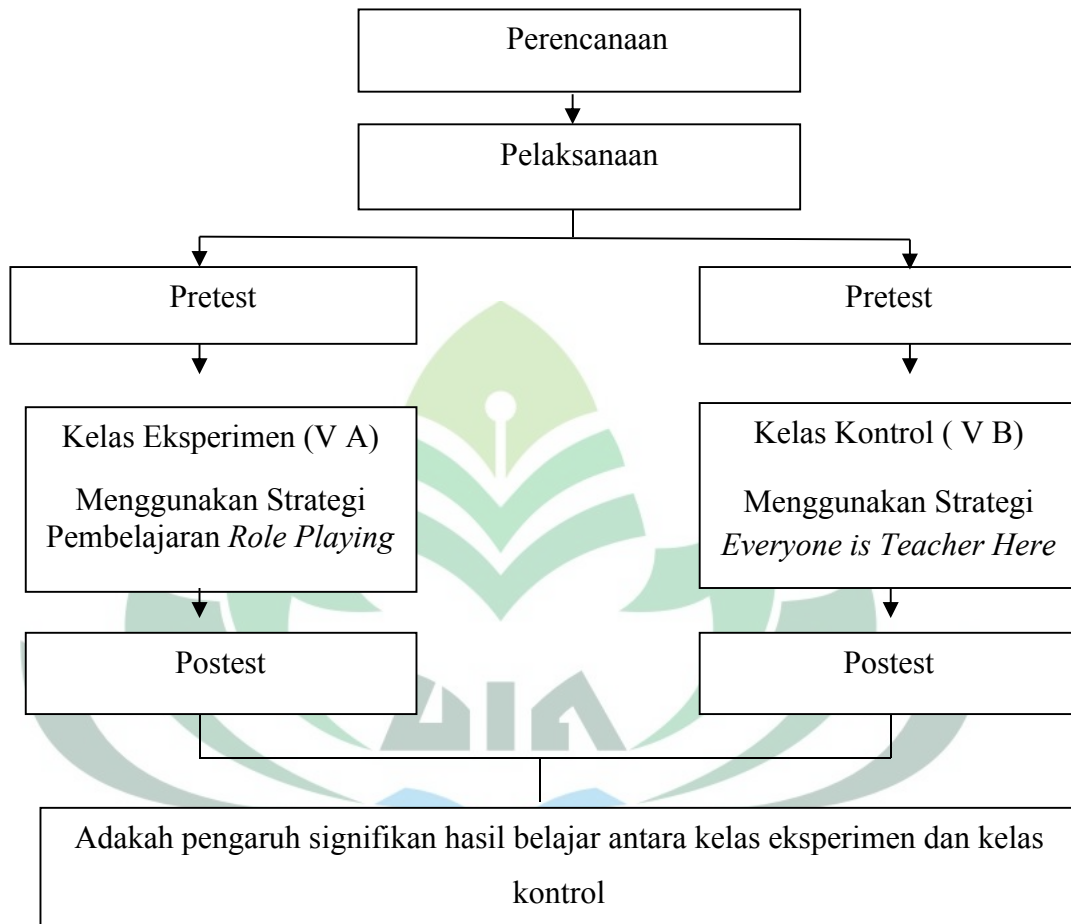 Perencanaan
Pelaksanaan
Pretest
Pretest
Kelas Eksperimen (V A)
Menggunakan Strategi
Pembelajaran Role Playing
Kelas Kontrol ( V B)
Menggunakan Strategi
Everyone is Teacher Here
Postest
Postest
UIN
Adakah pengaruh signifikan hasil belajar antara kelas eksperimen dan kelas
kontrol